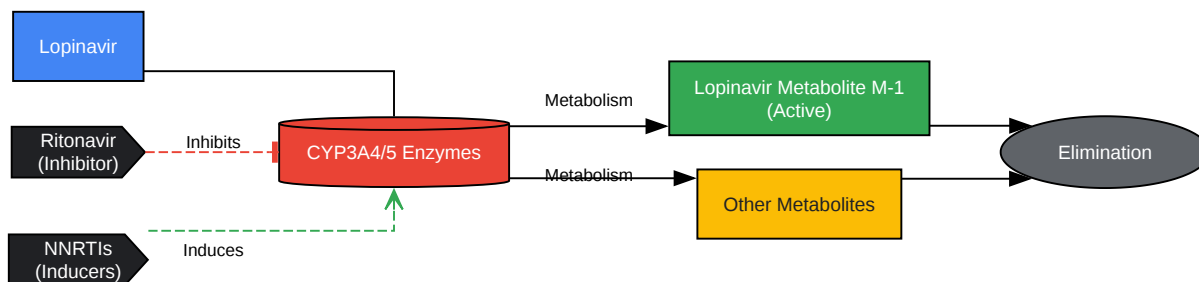 Lopinavir
Ritonavir
(Inhibitor)
Inhibits
NNRTIs
(Inducers)
Induces
CYP3A4/5 Enzymes
Metabolism
Metabolism
Lopinavir Metabolite M-1
(Active)
Other Metabolites
Elimination